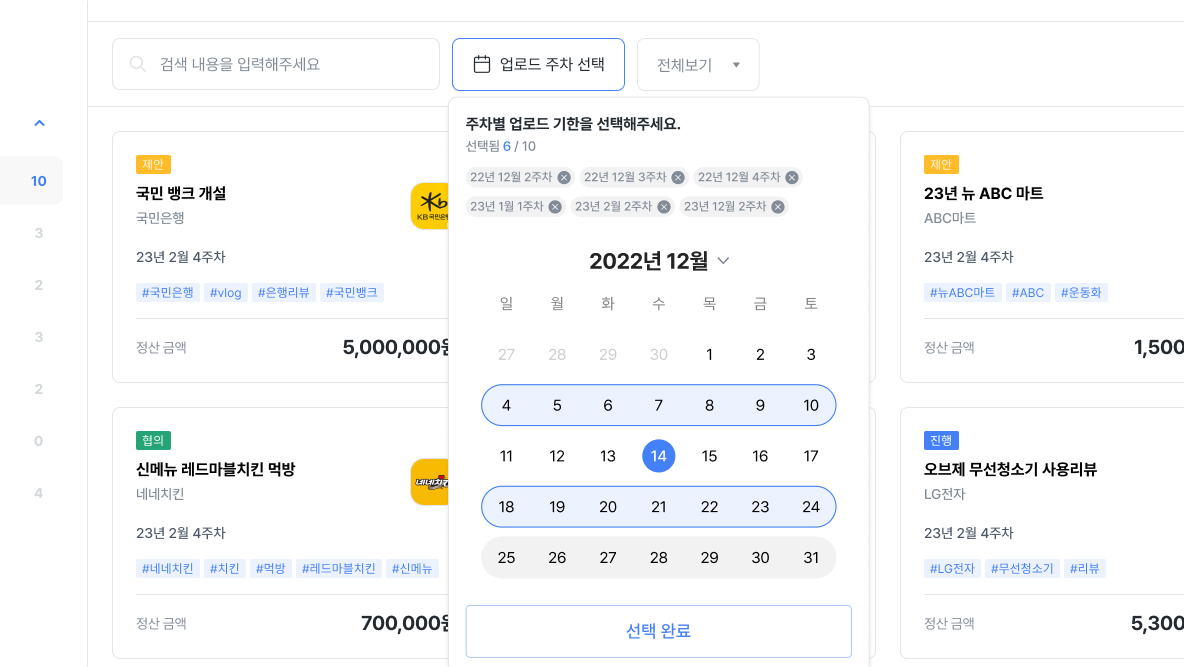 검색 내용을 입력해주세요
업로드 주차 선택
전체보기
10
3
2
3
2
0
4
제안
국민 뱅크 개설
국민은행
KB국민은행
23년 2월 4주차
#국민은행 #vlog #은행리뷰 #국민뱅크
정산 금액
5,000,000원
협의
신메뉴 레드마블치킨 먹방
네네치킨
네네치킨
23년 2월 4주차
#네네치킨 #치킨 #먹방 #레드마블치킨 #신메뉴
정산 금액
700,000원
주차별 업로드 기한을 선택해주세요.
선택됨 6 / 10
22년 12월 2주차 22년 12월 3주차 22년 12월 4주차
23년 1월 1주차 23년 2월 2주차 23년 12월 2주차
2022년 12월
일 월 화 수 목 금 토
27 28 29 30 1 2 3
4 5 6 7 8 9 10
11 12 13 14 15 16 17
18 19 20 21 22 23 24
25 26 27 28 29 30 31
선택 완료
제안
23년 뉴 ABC 마트
ABC마트
23년 2월 4주차
#뉴ABC마트 #ABC #운동화
정산 금액
1,500
진행
오브제 무선청소기 사용리뷰
LG전자
23년 2월 4주차
#LG전자 #무선청소기 #리뷰
정산 금액
5,300